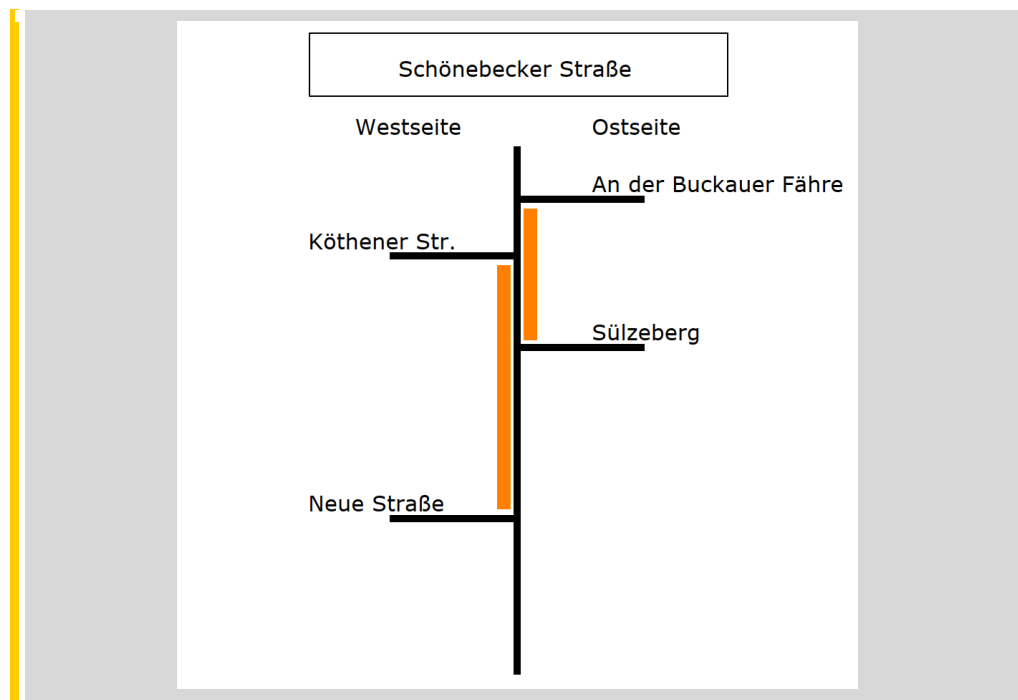 Schönebecker Straße
Westseite Ostseite
An der Buckauer Fähre
Köthener Str.
Sülzeberg
Neue Straße